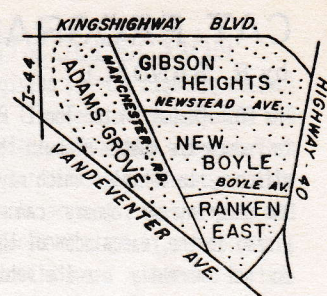 KINGSHIGHWAY BLVD.
I-44
ADAMS GROVE
MANCHESTER RD.
GIBSON
HEIGHTS
NEWSTEAD AVE.
HIGHWAY 40
NEW
BOYLE
BOYLE AV.
RANKEN
EAST
VANDEVENTER AVE